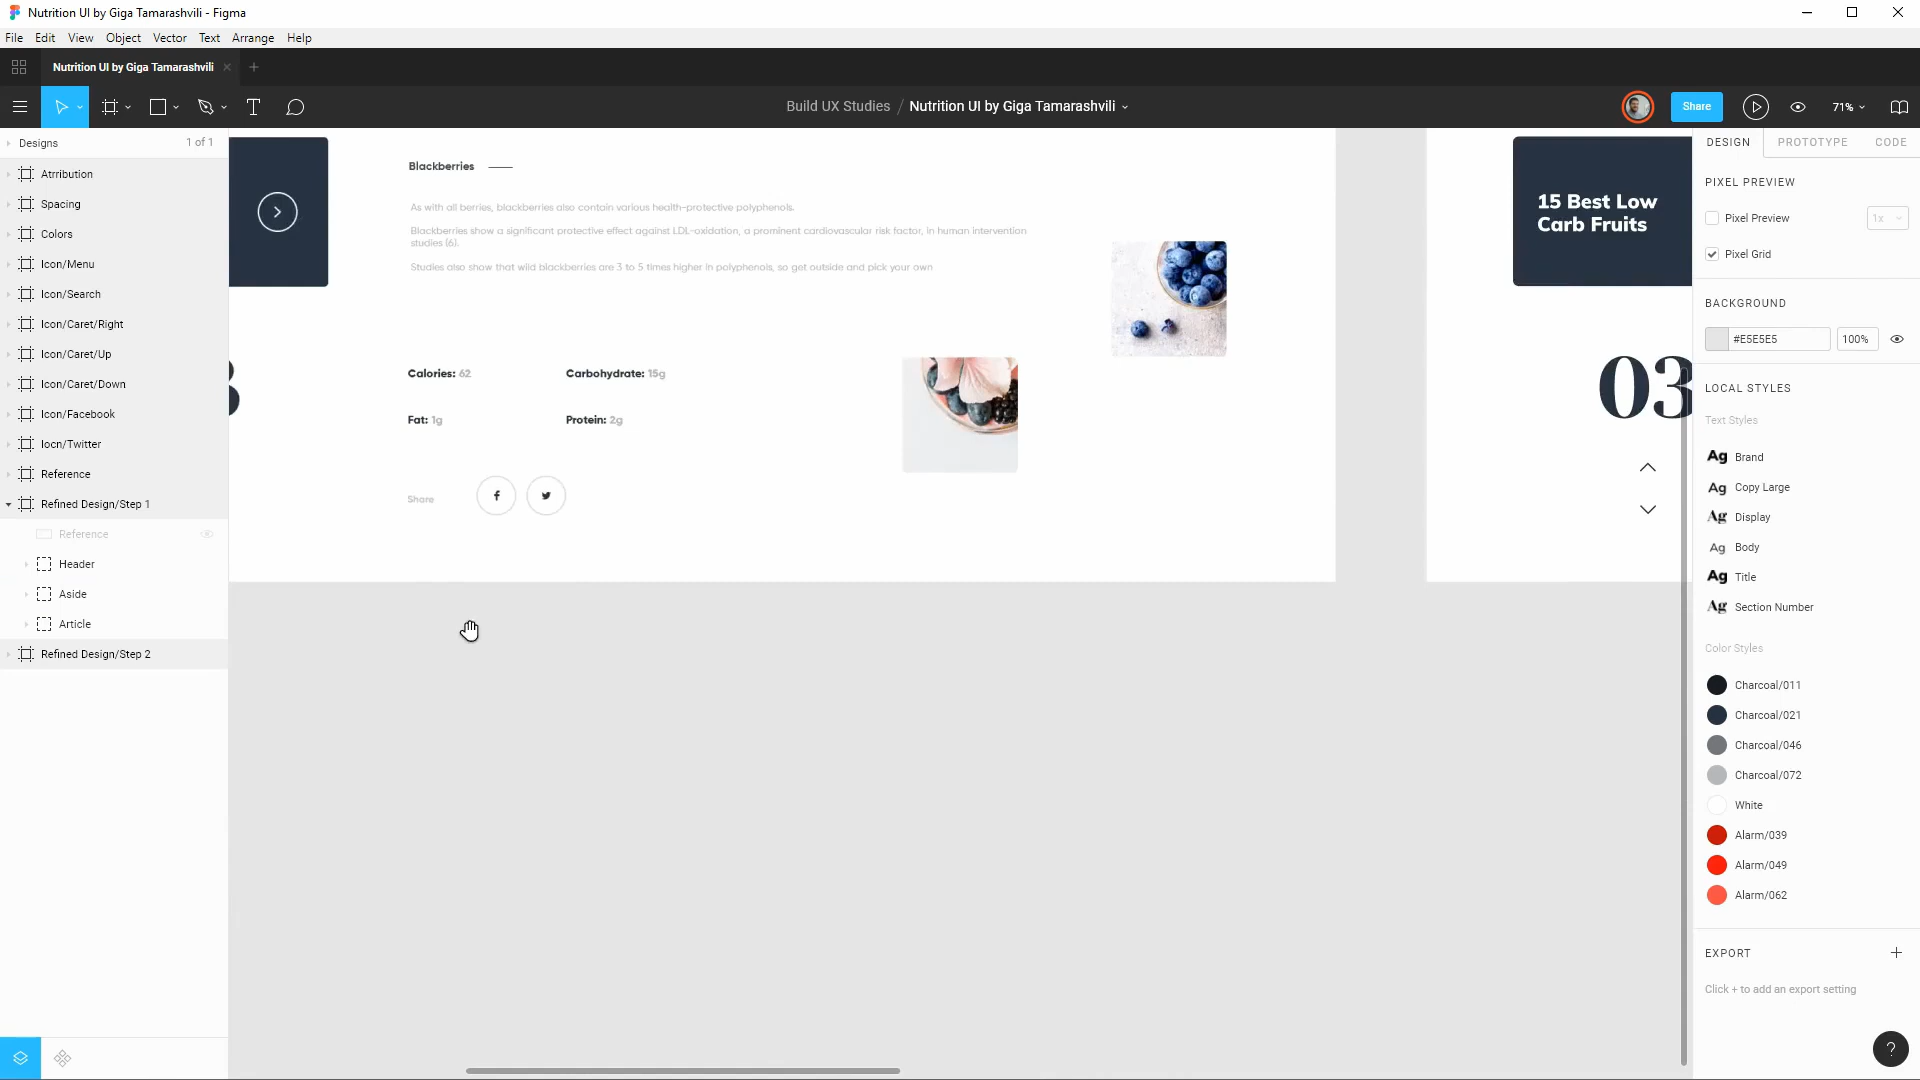 Nutrition UI by Giga Tamarashvili - Figma
File Edit View Object Vector Text Arrange Help
Nutrition UI by Giga Tamarashvili
Build UX Studies / Nutrition UI by Giga Tamarashvili
Share
71%
Designs
1 of 1
Atrribution
Spacing
Colors
Icon/Menu
Icon/Search
Icon/Caret/Right
Icon/Caret/Up
Icon/Caret/Down
Icon/Facebook
Iocn/Twitter
Reference
Refined Design/Step 1
Reference
Header
Aside
Article
Refined Design/Step 2
Blackberries
As with all berries, blackberries also contain various health-protective polyphenols.
Blackberries show a significant protective effect against LDL-oxidation, a prominent cardiovascular risk factor, in human intervention
studies (6).
Studies also show that wild blackberries are 3 to 5 times higher in polyphenols, so get outside and pick your own
Calories: 62
Carbohydrate: 15g
Fat: 1g
Protein: 2g
Share
15 Best Low
Carb Fruits
03
DESIGN
PROTOTYPE
CODE
PIXEL PREVIEW
Pixel Preview
1x
Pixel Grid
BACKGROUND
#E5E5E5
100%
LOCAL STYLES
Text Styles
Ag Brand
Ag Copy Large
Ag Display
Ag Body
Ag Title
Ag Section Number
Color Styles
Charcoal/011
Charcoal/021
Charcoal/046
Charcoal/072
White
Alarm/039
Alarm/049
Alarm/062
EXPORT
Click + to add an export setting
?